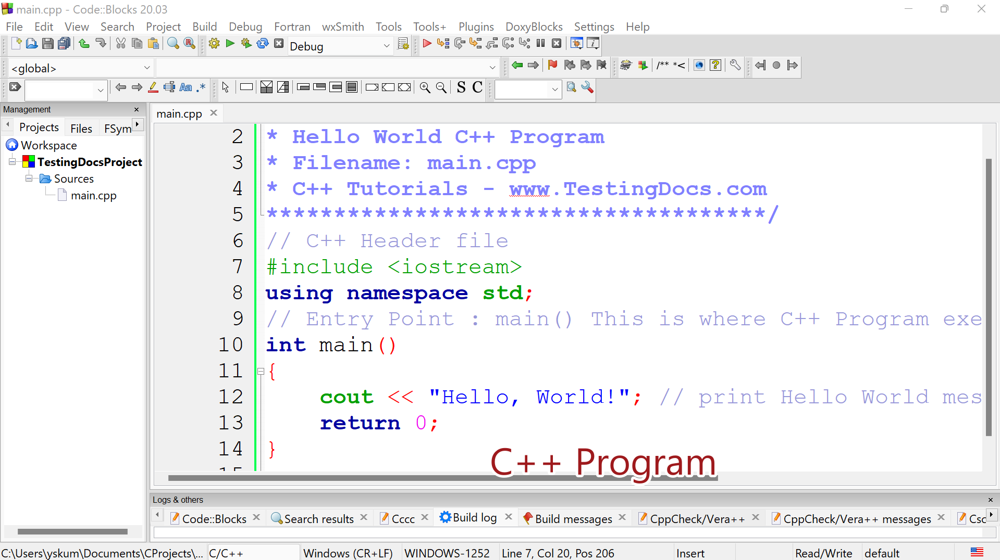 main.cpp - Code::Blocks 20.03
File Edit View Search Project Build Debug Fortran wxSmith Tools Tools+ Plugins DoxyBlocks Settings Help
Debug
<global>
/** *<
Aa .* S C
Management
Projects Files FSym
Workspace
TestingDocsProject
Sources
main.cpp
main.cpp
2 * Hello World C++ Program
3 * Filename: main.cpp
4 * C++ Tutorials - www.TestingDocs.com
5 *************************************/
6 // C++ Header file
7 #include <iostream>
8 using namespace std;
9 // Entry Point : main() This is where C++ Program exe
10 int main()
11 {
12 cout << "Hello, World!"; // print Hello World mes
13 return 0;
14 }
C++ Program
Logs & others
Code::Blocks Search results Cccc Build log Build messages CppCheck/Vera++ CppCheck/Vera++ messages Csc
C:\Users\yskum\Documents\CProjects\... C/C++ Windows (CR+LF) WINDOWS-1252 Line 7, Col 20, Pos 206 Insert Read/Write default